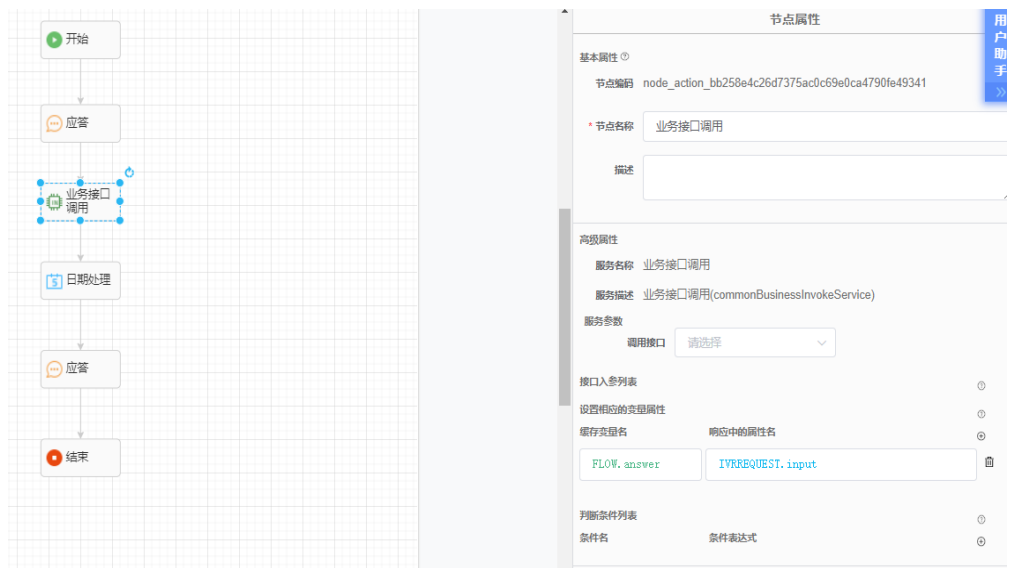 开始
应答
业务接口
调用
日期处理
应答
结束
节点属性
用
户
助
手
基本属性
节点编码 node_action_bb258e4c26d7375ac0c69e0ca4790fe49341
* 节点名称 业务接口调用
描述
高级属性
服务名称 业务接口调用
服务描述 业务接口调用(commonBusinessInvokeService)
服务参数
调用接口 请选择
接口入参列表
设置相应的变量属性
缓存变量名 响应中的属性名
FLOW.answer IVRREQUEST.input
判断条件列表
条件名 条件表达式